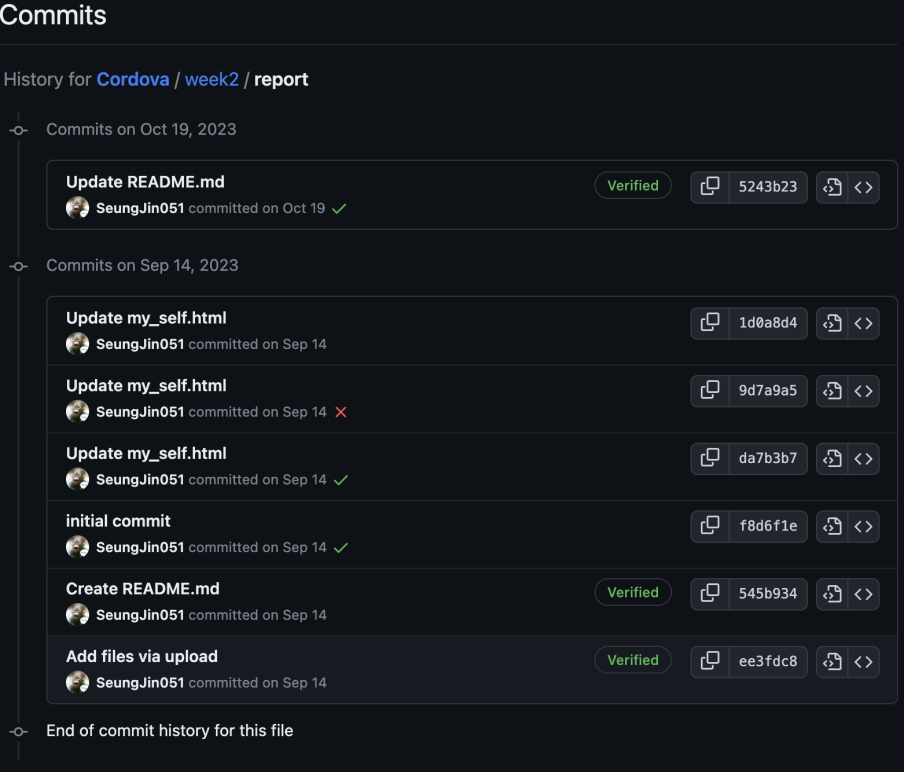 Commits
History for Cordova / week2 / report
Commits on Oct 19, 2023
Update README.md
Verified
5243b23
SeungJin051 committed on Oct 19
Commits on Sep 14, 2023
Update my_self.html
1d0a8d4
SeungJin051 committed on Sep 14
Update my_self.html
9d7a9a5
SeungJin051 committed on Sep 14
Update my_self.html
da7b3b7
SeungJin051 committed on Sep 14
initial commit
f8d6f1e
SeungJin051 committed on Sep 14
Create README.md
Verified
545b934
SeungJin051 committed on Sep 14
Add files via upload
Verified
ee3fdc8
SeungJin051 committed on Sep 14
End of commit history for this file